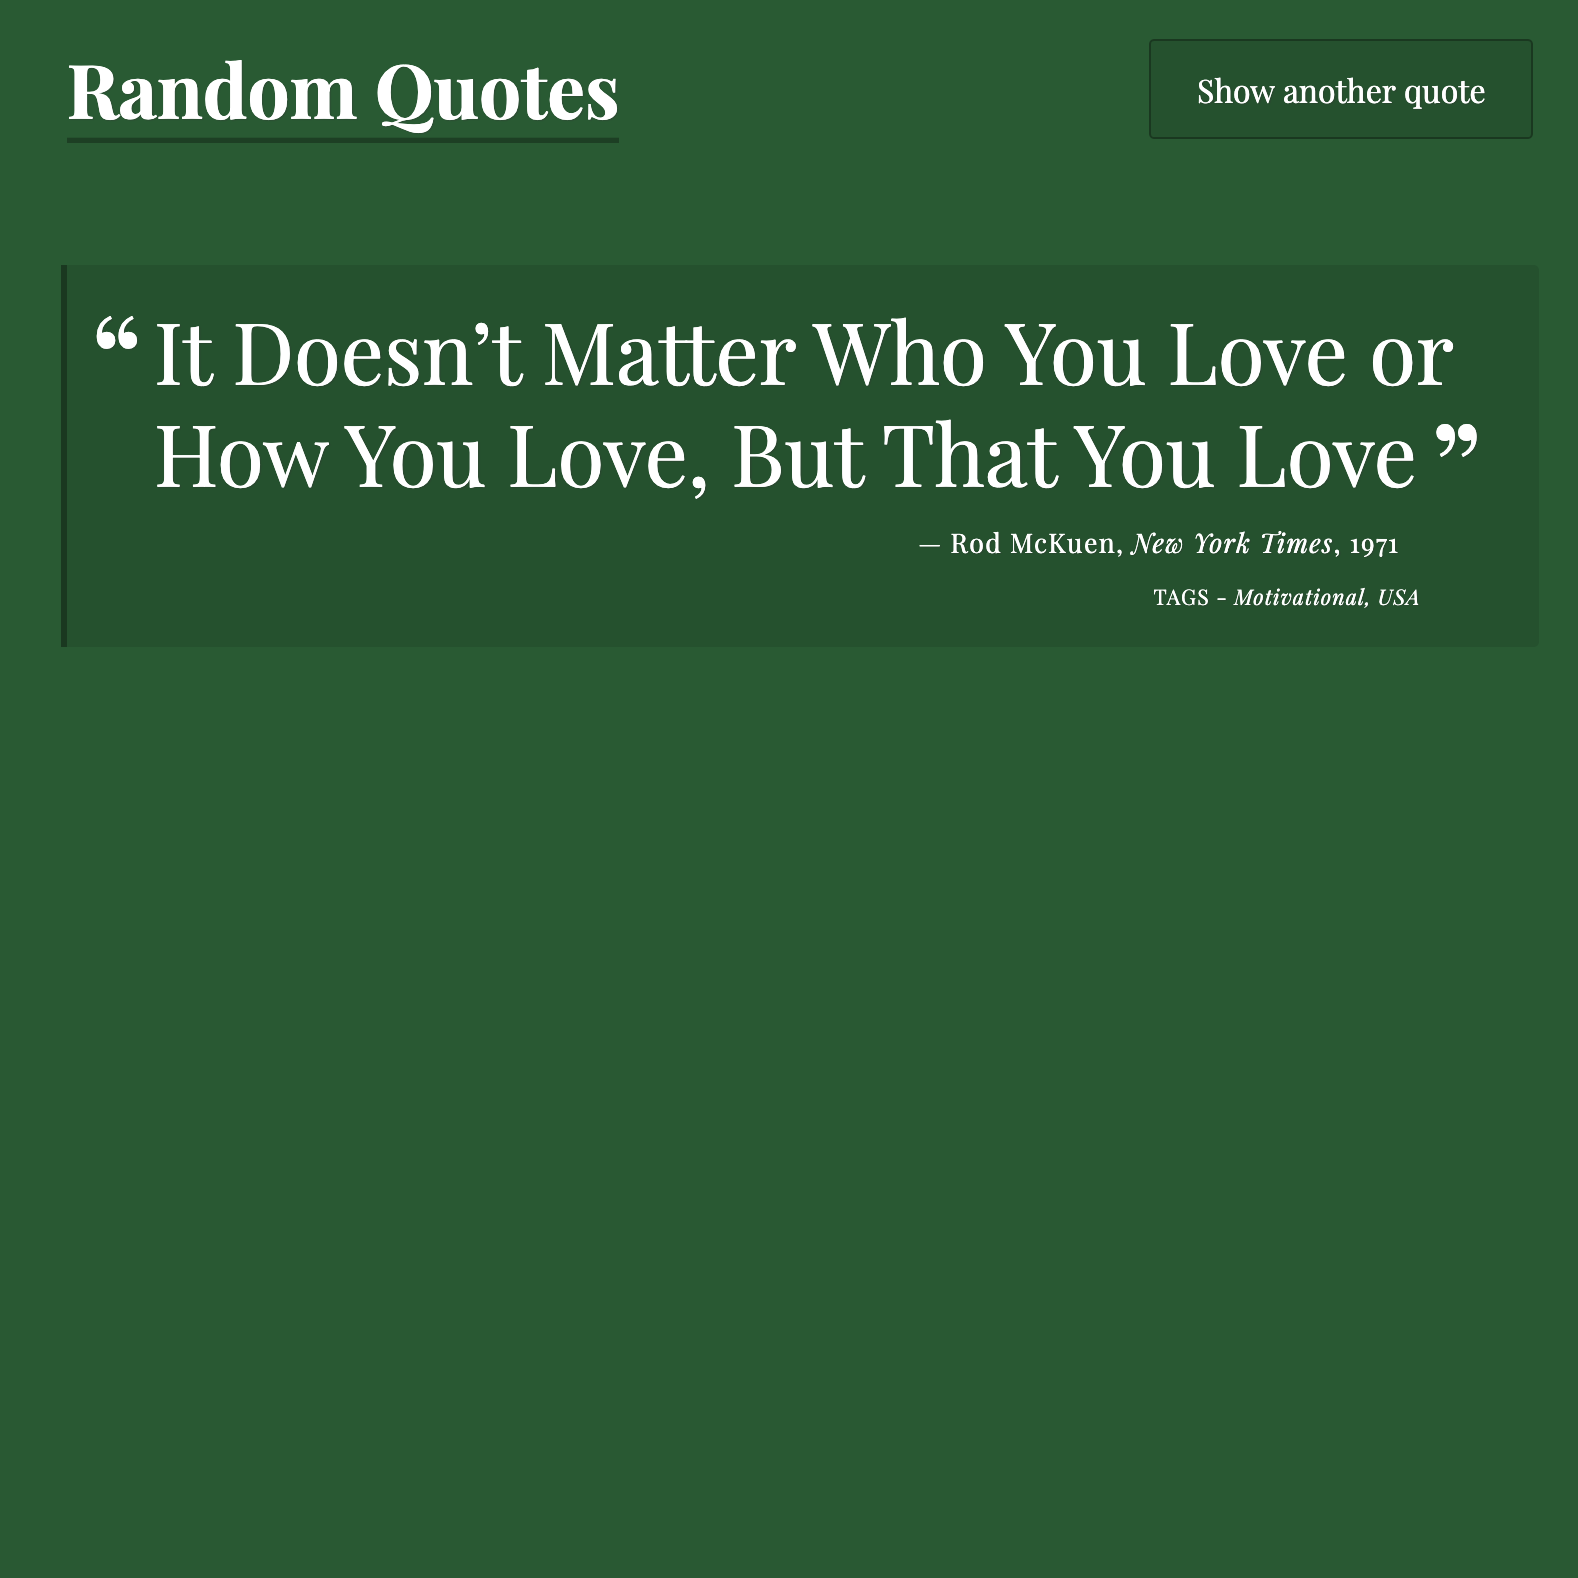 Random Quotes
Show another quote
“ It Doesn’t Matter Who You Love or
How You Love, But That You Love ”
— Rod McKuen, New York Times, 1971
TAGS - Motivational, USA